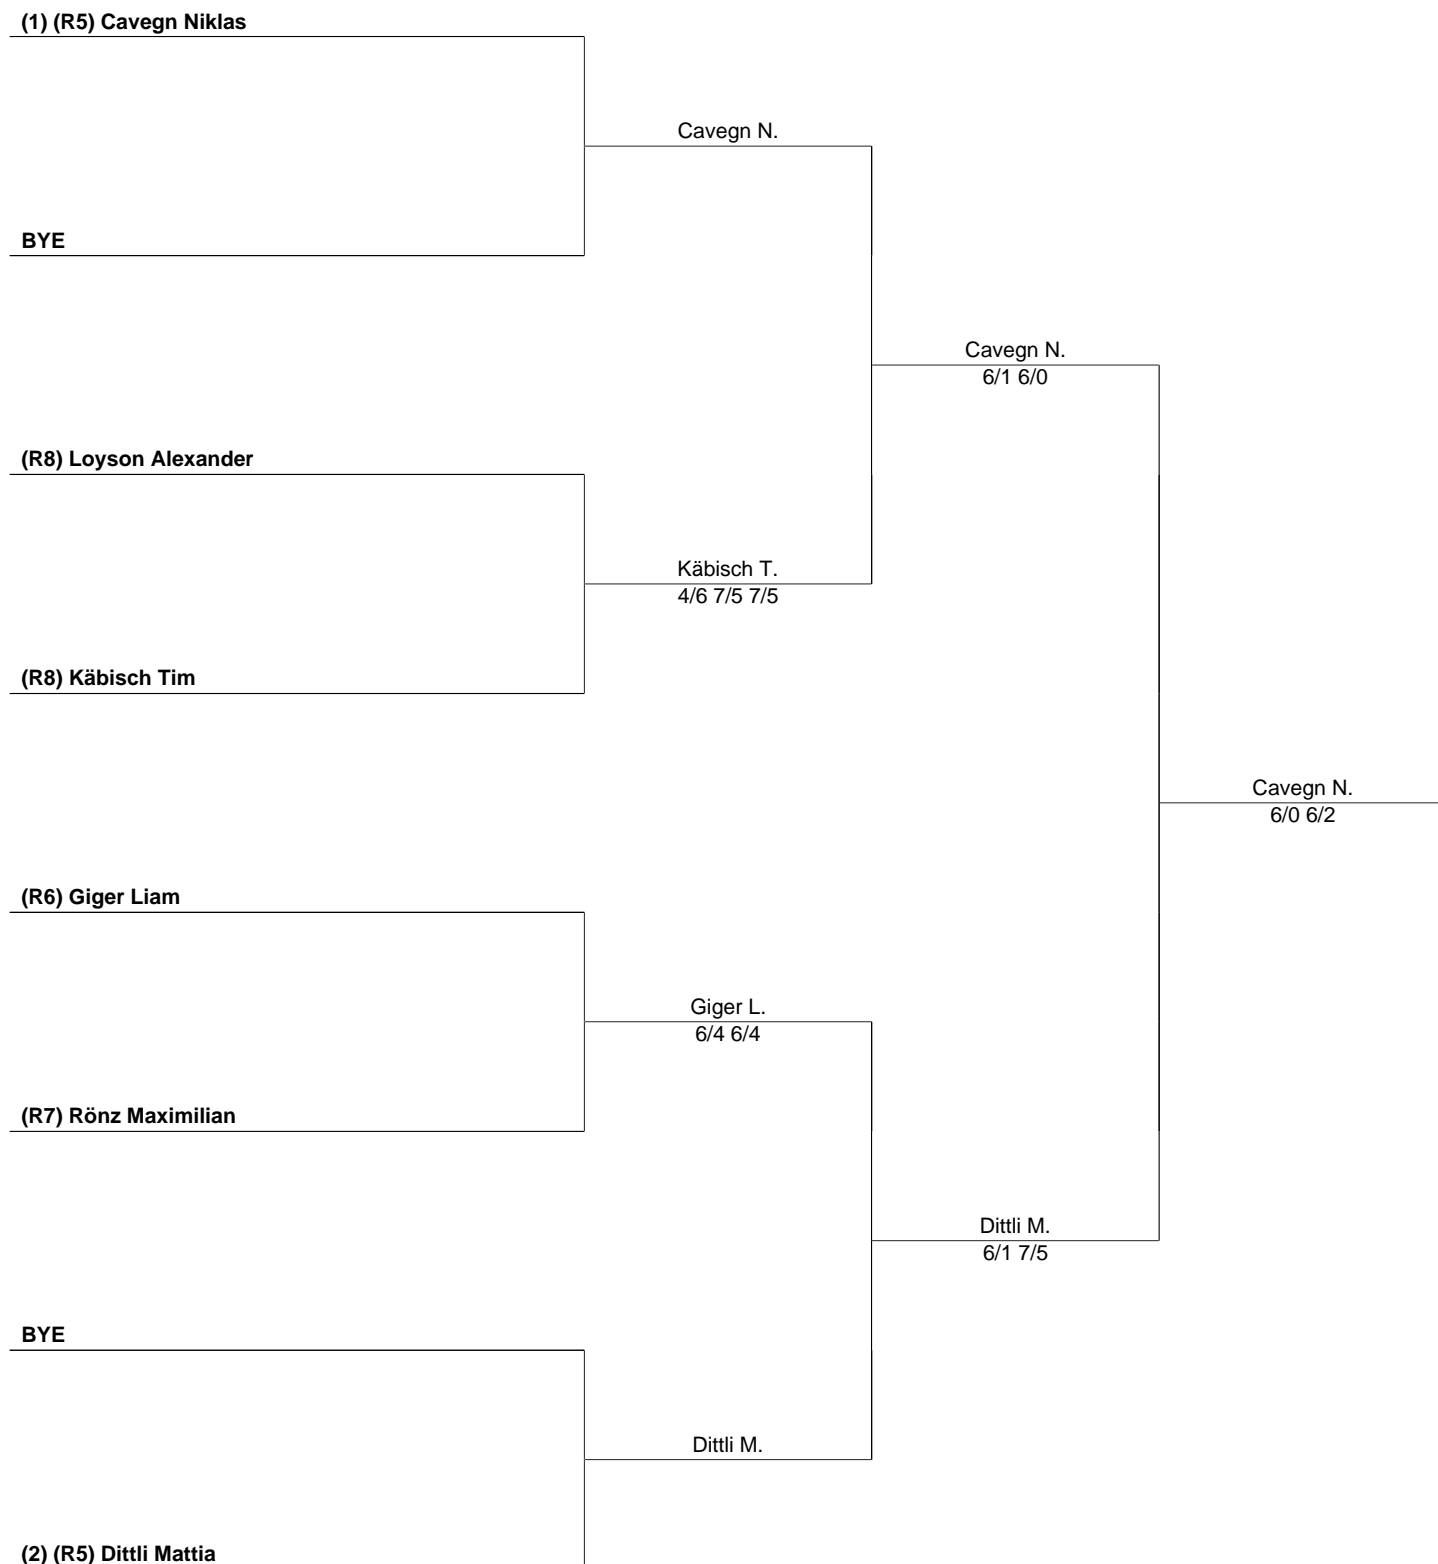 (1) (R5) Cavegn Niklas
Cavegn N.
BYE
Cavegn N.
6/1 6/0
(R8) Loyson Alexander
Käbisch T.
4/6 7/5 7/5
(R8) Käbisch Tim
Cavegn N.
6/0 6/2
(R6) Giger Liam
Giger L.
6/4 6/4
(R7) Rönz Maximilian
Dittli M.
6/1 7/5
BYE
Dittli M.
(2) (R5) Dittli Mattia